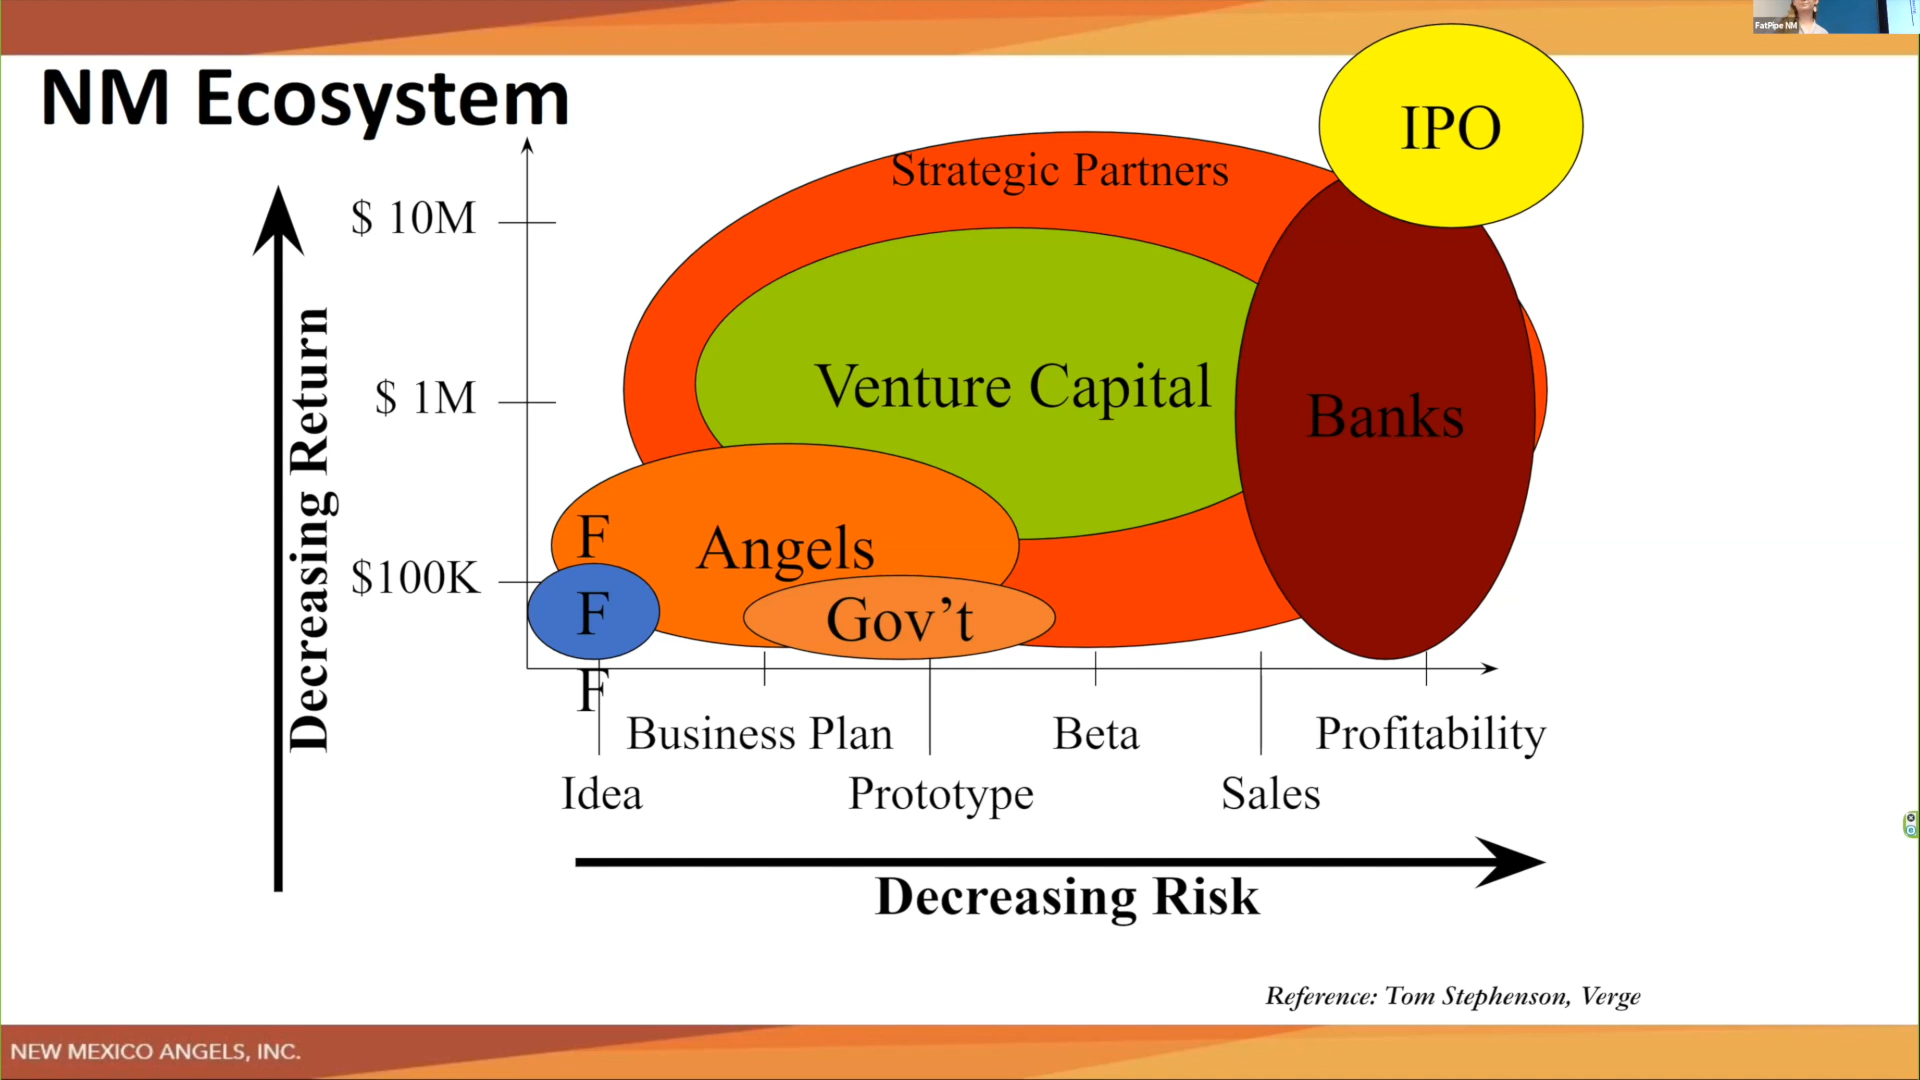 FatPipe NM
NM Ecosystem
IPO
Strategic Partners
$ 10M
Venture Capital
$ 1M
Banks
Decreasing Return
F
Angels
$100K
F
Gov’t
F
Business Plan
Beta
Profitability
Idea
Prototype
Sales
Decreasing Risk
Reference: Tom Stephenson, Verge
NEW MEXICO ANGELS, INC.